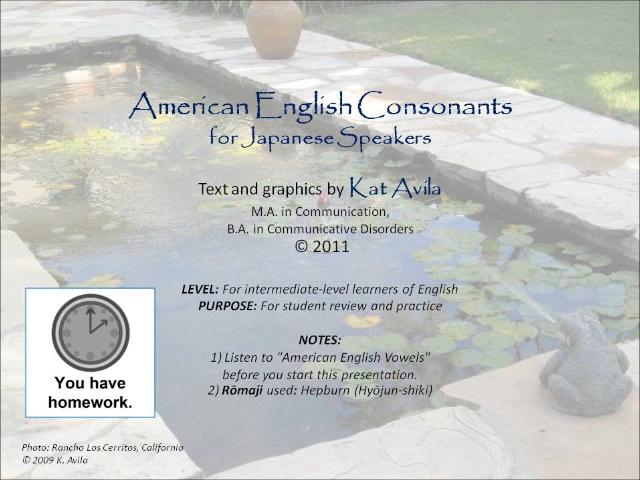 American English Consonants
for Japanese Speakers
Text and graphics by Kat Avila
M.A. in Communication,
B.A. in Communicative Disorders
© 2011
LEVEL: For intermediate-level learners of English
PURPOSE: For student review and practice
NOTES:
1) Listen to "American English Vowels"
before you start this presentation.
2) Rōmaji used: Hepburn (Hyōjun-shiki)
You have
homework.
Photo: Rancho Los Cerritos, California
© 2009 K. Avila